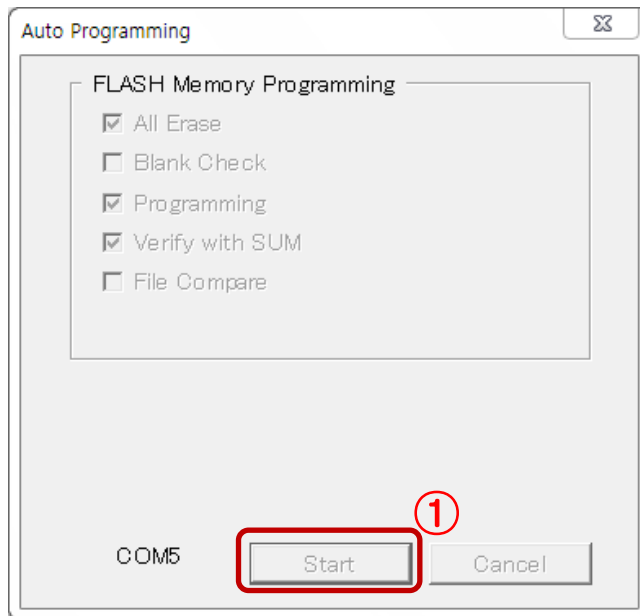 Auto Programming
FLASH Memory Programming
All Erase
Blank Check
Programming
Verify with SUM
File Compare
①
COM5 Start Cancel